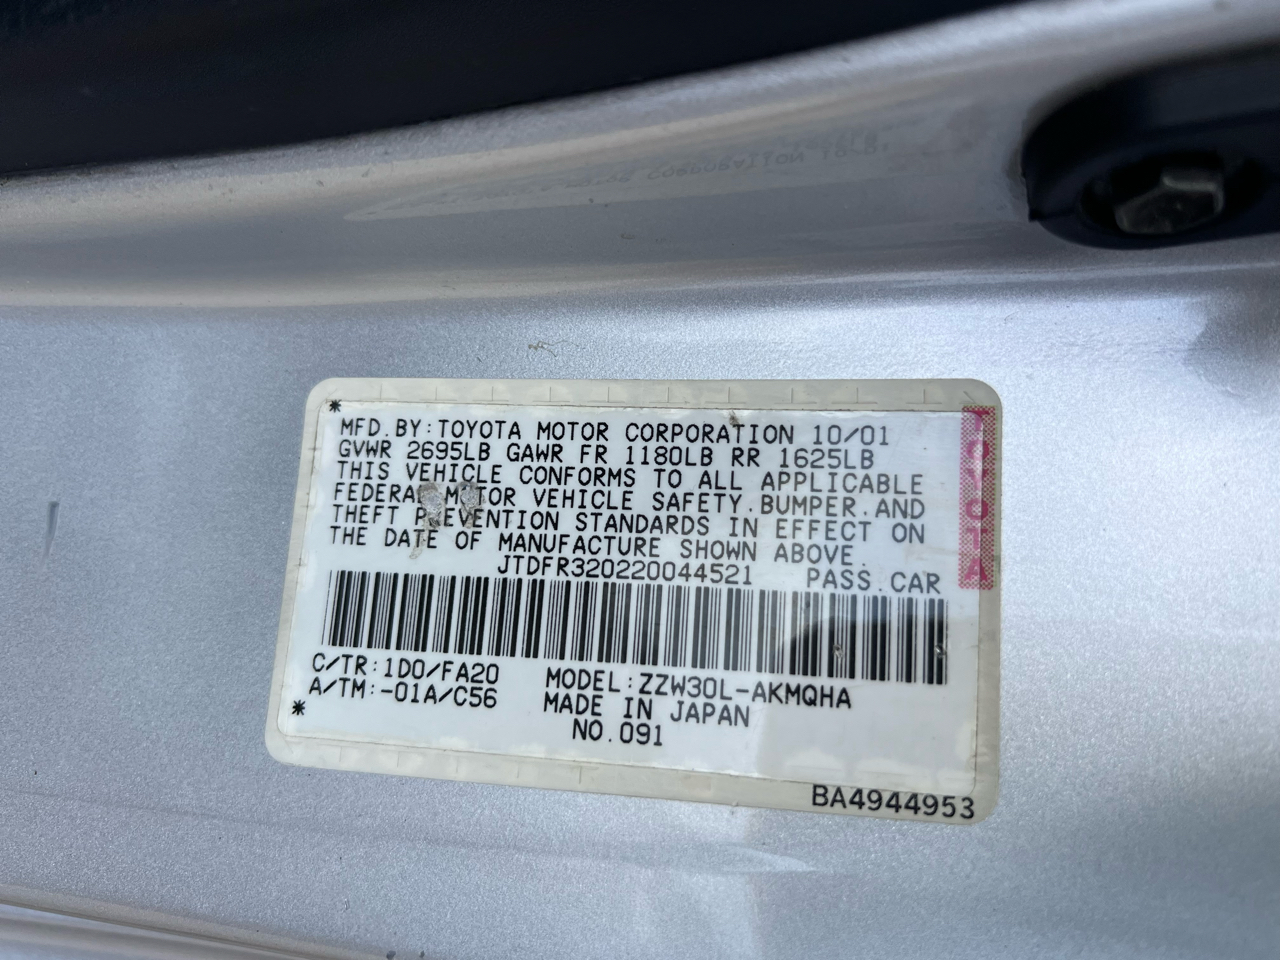 MFD.BY:TOYOTA MOTOR CORPORATION 10/01
GVWR 2695LB GAWR FR 1180LB RR 1625LB
THIS VEHICLE CONFORMS TO ALL APPLICABLE
FEDERAL MOTOR VEHICLE SAFETY.BUMPER.AND
THEFT PREVENTION STANDARDS IN EFFECT ON
THE DATE OF MANUFACTURE SHOWN ABOVE.
JTDFR320220044521 PASS.CAR
C/TR:1D0/FA20 MODEL:ZZW30L-AKMQHA
A/TM:-01A/C56 MADE IN JAPAN
NO.091
BA4944953
TOYOTA